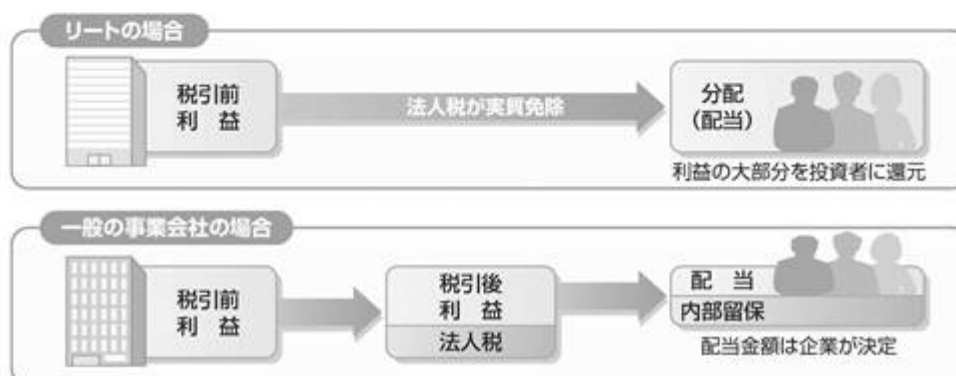 リートの場合
税引前
利　益
法人税が実質免除
分配
（配当）
利益の大部分を投資者に還元
一般の事業会社の場合
税引前
利　益
税引後
利　益
法人税
配　当
内部留保
配当金額は企業が決定